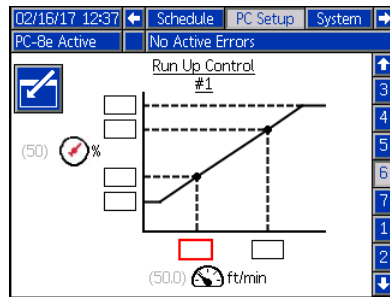 02/16/17 12:37 Schedule PC Setup System
PC-8e Active No Active Errors
Run Up Control
#1
3
4
5
(50) %
6
7
1
2
(50.0) ft/min